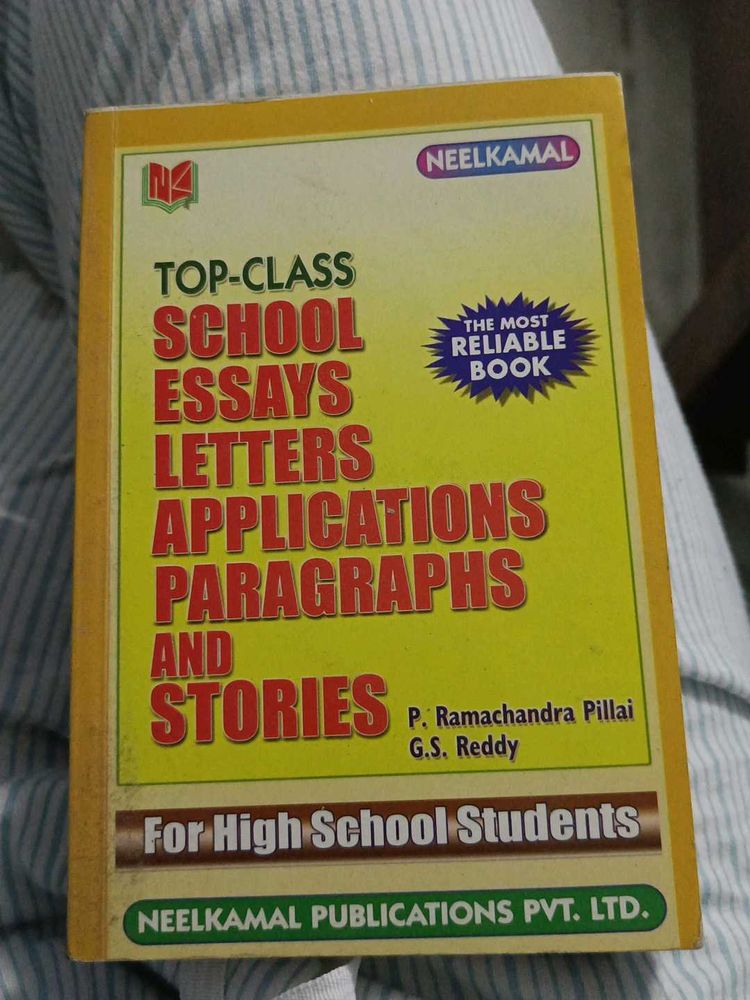 NK
NEELKAMAL
TOP-CLASS
SCHOOL
ESSAYS
LETTERS
APPLICATIONS
PARAGRAPHS
AND
STORIES
THE MOST
RELIABLE
BOOK
P. Ramachandra Pillai
G.S. Reddy
For High School Students
NEELKAMAL PUBLICATIONS PVT. LTD.